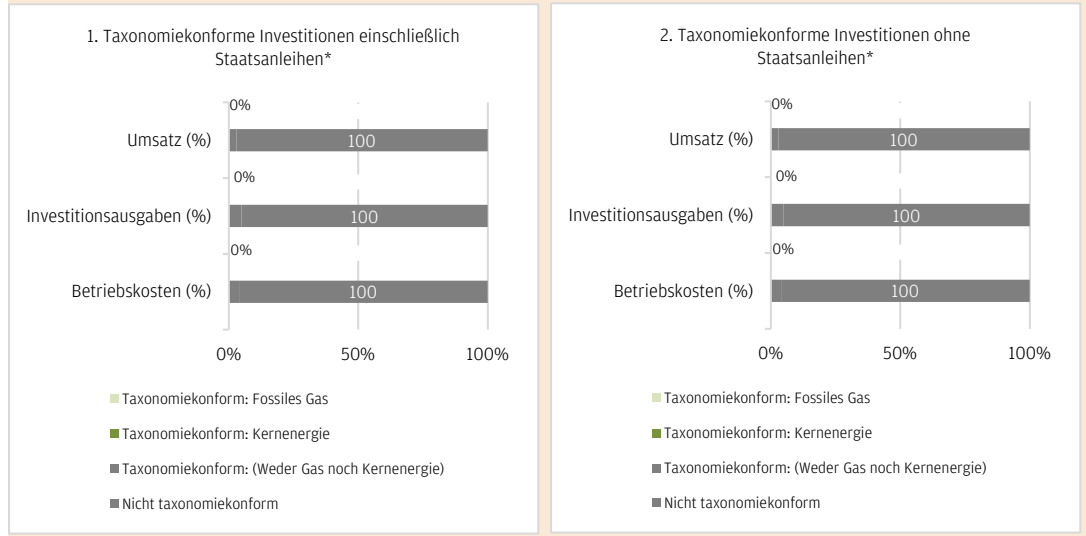 1. Taxonomiekonforme Investitionen einschließlich
Staatsanleihen*
0%
Umsatz (%)
100
0%
Investitionsausgaben (%)
100
0%
Betriebskosten (%)
100
0%
50%
100%
Taxonomiekonform: Fossiles Gas
Taxonomiekonform: Kernenergie
Taxonomiekonform: (Weder Gas noch Kernenergie)
Nicht taxonomiekonform
2. Taxonomiekonforme Investitionen ohne
Staatsanleihen*
0%
Umsatz (%)
100
0%
Investitionsausgaben (%)
100
0%
Betriebskosten (%)
100
0%
50%
100%
Taxonomiekonform: Fossiles Gas
Taxonomiekonform: Kernenergie
Taxonomiekonform: (Weder Gas noch Kernenergie)
Nicht taxonomiekonform